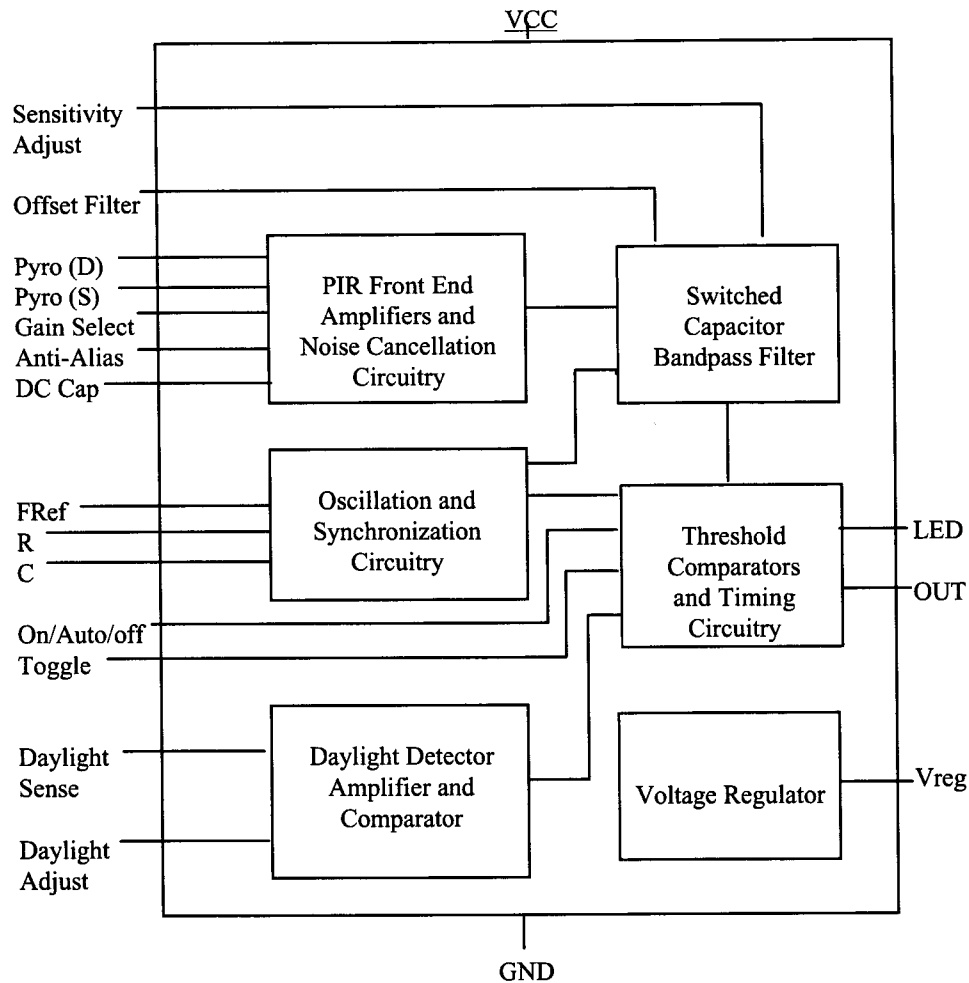 VCC
Sensitivity
Adjust
Offset Filter
Pyro (D)
Pyro (S)
Gain Select
Anti-Alias
DC Cap
PIR Front End
Amplifiers and
Noise Cancellation
Circuitry
Switched
Capacitor
Bandpass Filter
FRef
R
C
Oscillation and
Synchronization
Circuitry
Threshold
Comparators
and Timing
Circuitry
LED
OUT
On/Auto/off
Toggle
Daylight
Sense
Daylight
Adjust
Daylight Detector
Amplifier and
Comparator
Voltage Regulator
Vreg
GND